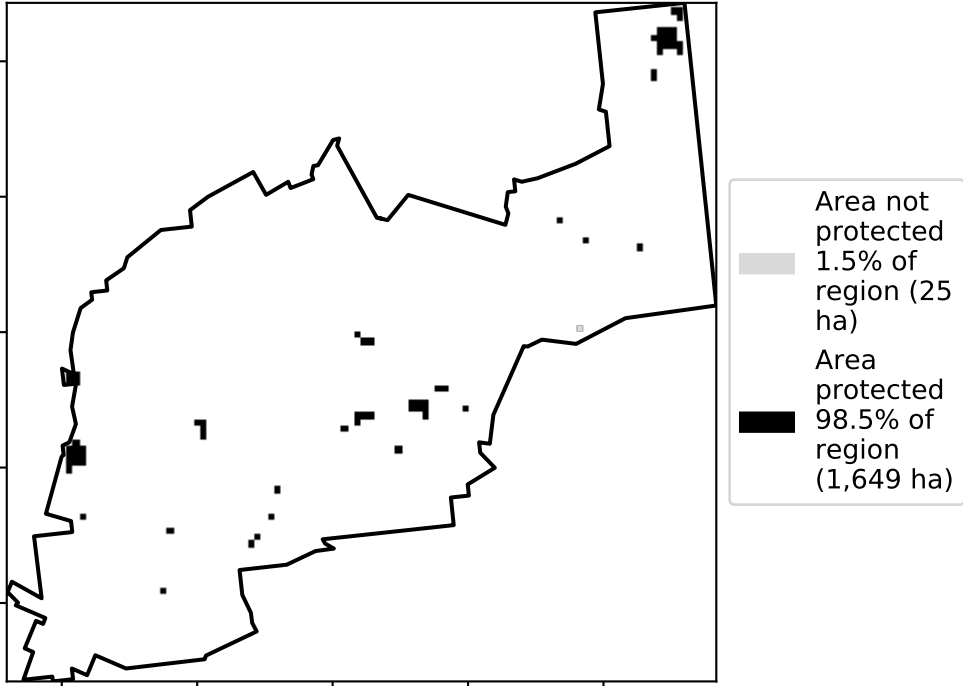 Area not
protected
1.5% of
region (25
ha)
Area
protected
98.5% of
region
(1,649 ha)